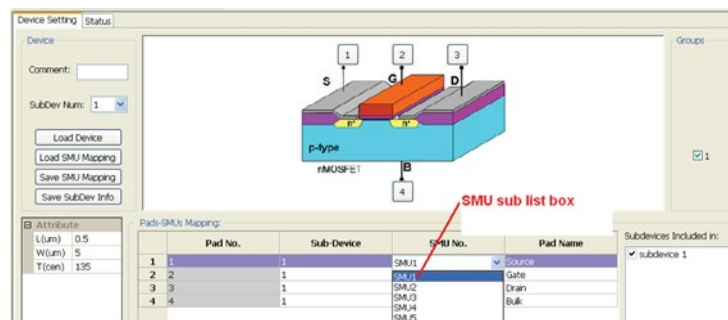 Device Setting Status
Device
Groups
Comment:
SubDev Num: 1
Load Device
Load SMU Mapping
Save SMU Mapping
Save SubDev Info
1 2 3
S G D
n+ n+
p-type
nMOSFET B
4
1
SMU sub list box
Attribute
L(um) 0.5
W(um) 5
T(cen) 135
Pads-SMUs Mapping:
Pad No. Sub-Device SMU No. Pad Name
1 1 1 SMU1 Source
2 2 1 SMU1 Gate
3 3 1 SMU2 Drain
4 4 1 SMU3 Bulk
SMU4
SMU5
Subdevices Included in:
subdevice 1